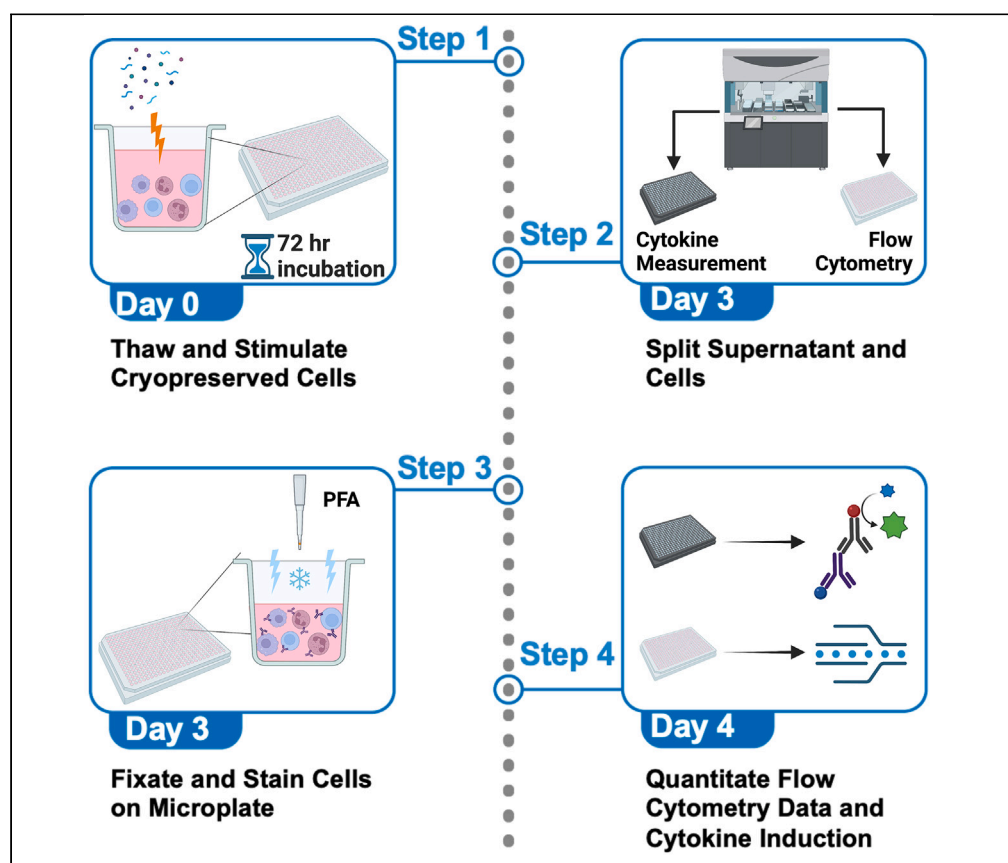 Step 1
72 hr
incubation
Day 0
Thaw and Stimulate
Cryopreserved Cells
Step 2
Cytokine
Measurement
Flow
Cytometry
Day 3
Split Supernatant and
Cells
Step 3
PFA
Day 3
Fixate and Stain Cells
on Microplate
Step 4
Day 4
Quantitate Flow
Cytometry Data and
Cytokine Induction